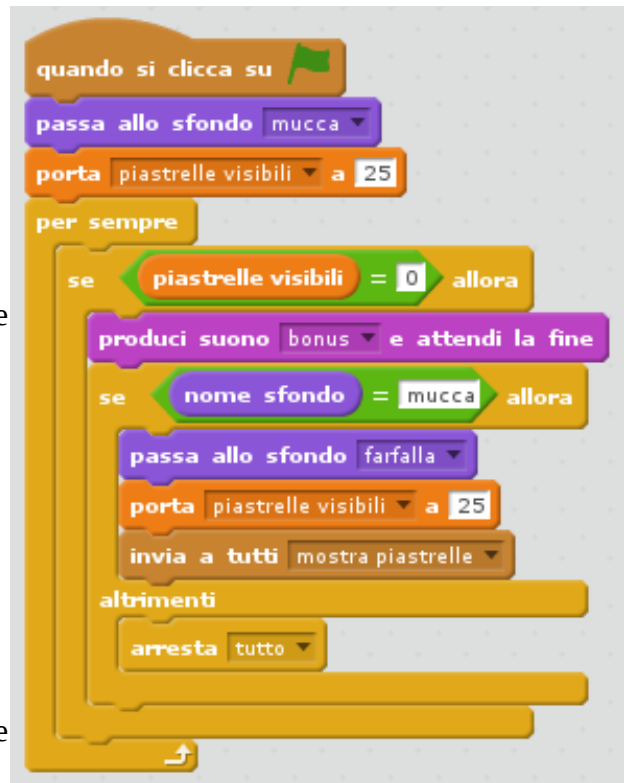 quando si clicca su
passa allo sfondo mucca
porta piastrelle visibili a 25
per sempre
se piastrelle visibili = 0 allora
e
produci suono bonus e attendi la fine
se nome sfondo = mucca allora
passa allo sfondo farfalla
porta piastrelle visibili a 25
invia a tutti mostra piastrelle
altrimenti
arresta tutto
e